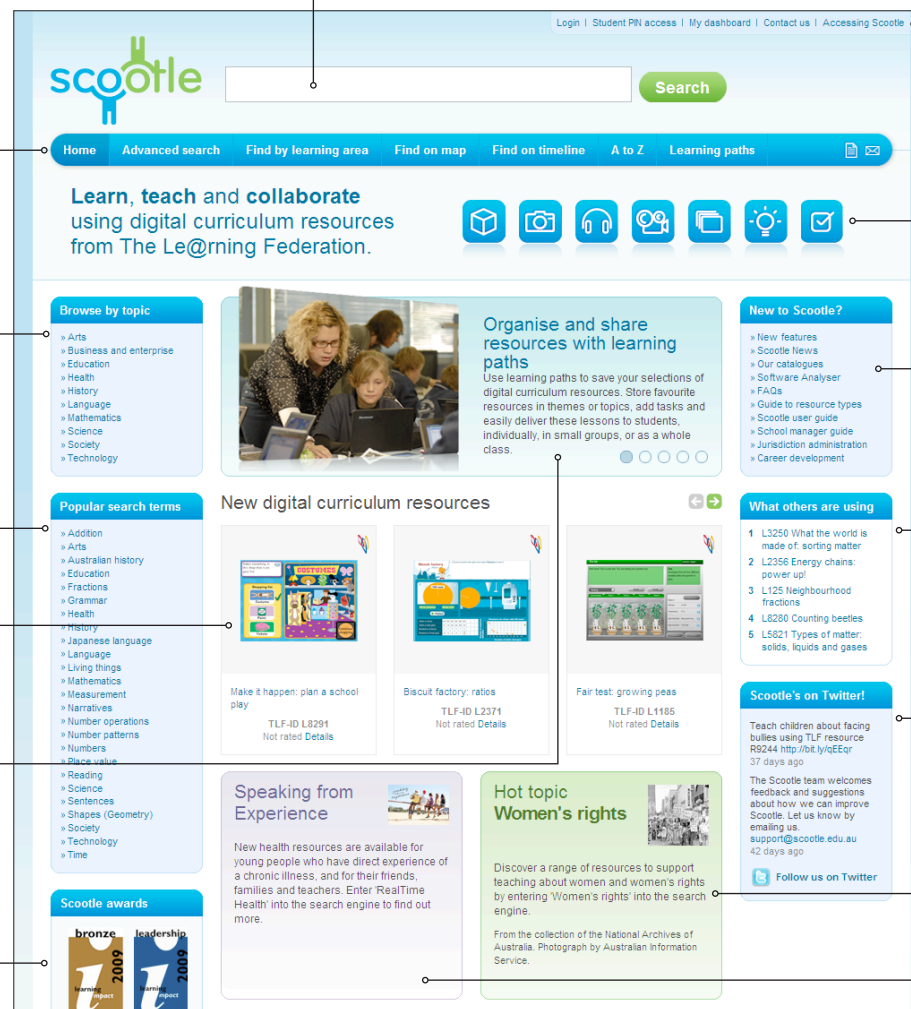 Login | Student PIN access | My dashboard | Contact us | Accessing Scootle
scootle
Search
Home Advanced search Find by learning area Find on map Find on timeline A to Z Learning paths
Learn, teach and collaborate
using digital curriculum resources
from The Le@rning Federation.
Browse by topic
» Arts
» Business and enterprise
» Education
» Health
» History
» Language
» Mathematics
» Science
» Society
» Technology
Popular search terms
» Addition
» Arts
» Australian history
» Education
» Fractions
» Grammar
» Health
» History
» Japanese language
» Language
» Living things
» Mathematics
» Measurement
» Narratives
» Number operations
» Number patterns
» Numbers
» Place value
» Reading
» Science
» Sentences
» Shapes (Geometry)
» Society
» Technology
» Time
Scootle awards
bronze leadership
2009 2009
learning learning
impact impact
Organise and share
resources with learning
paths
Use learning paths to save your selections of
digital curriculum resources. Store favourite
resources in themes or topics, add tasks and
easily deliver these lessons to students,
individually, in small groups, or as a whole
class.
New digital curriculum resources
COSTUMES
Make it happen: plan a school
play
TLF-ID L8291
Not rated Details
Biscuit factory: ratios
TLF-ID L2371
Not rated Details
Fair test: growing peas
TLF-ID L1185
Not rated Details
Speaking from
Experience
New health resources are available for
young people who have direct experience of
a chronic illness, and for their friends,
families and teachers. Enter 'RealTime
Health' into the search engine to find out
more.
Hot topic
Women's rights
Discover a range of resources to support
teaching about women and women's rights
by entering 'Women's rights' into the search
engine.
From the collection of the National Archives of
Australia. Photograph by Australian Information
Service.
New to Scootle?
» New features
» Scootle News
» Our catalogues
» Software Analyser
» FAQs
» Guide to resource types
» Scootle user guide
» School manager guide
» Jurisdiction administration
» Career development
What others are using
1 L3250 What the world is
made of: sorting matter
2 L2356 Energy chains:
power up!
3 L125 Neighbourhood
fractions
4 L8280 Counting beetles
5 L5821 Types of matter:
solids, liquids and gases
Scootle's on Twitter!
Teach children about facing
bullies using TLF resource
R9244 http://bit.ly/qEEqr
37 days ago
The Scootle team welcomes
feedback and suggestions
about how we can improve
Scootle. Let us know by
emailing us.
support@scootle.edu.au
42 days ago
Follow us on Twitter